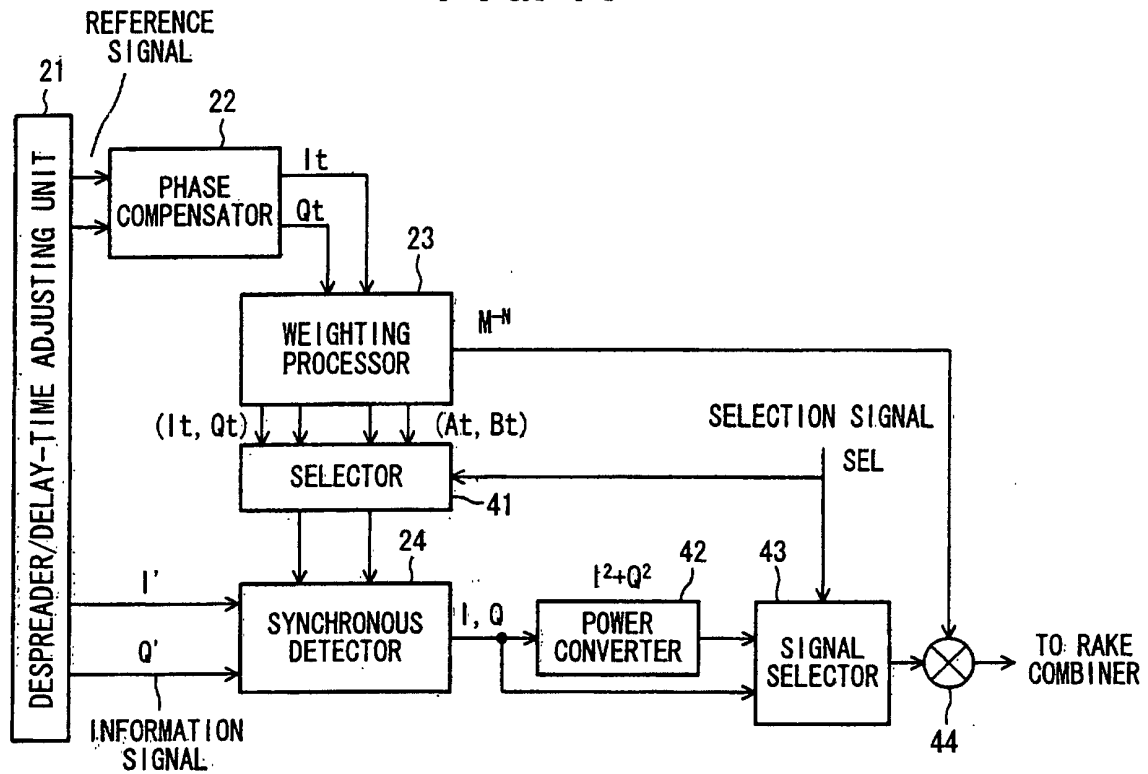 REFERENCE
SIGNAL
21
22
DESPREADER/DELAY-TIME ADJUSTING UNIT
PHASE
COMPENSATOR
It
Qt
23
WEIGHTING
PROCESSOR
M-N
(It, Qt)
(At, Bt)
SELECTION SIGNAL
SEL
SELECTOR
41
24
I'
Q'
SYNCHRONOUS
DETECTOR
I, Q
I²+Q²
42
POWER
CONVERTER
43
SIGNAL
SELECTOR
44
TO RAKE
COMBINER
INFORMATION
SIGNAL